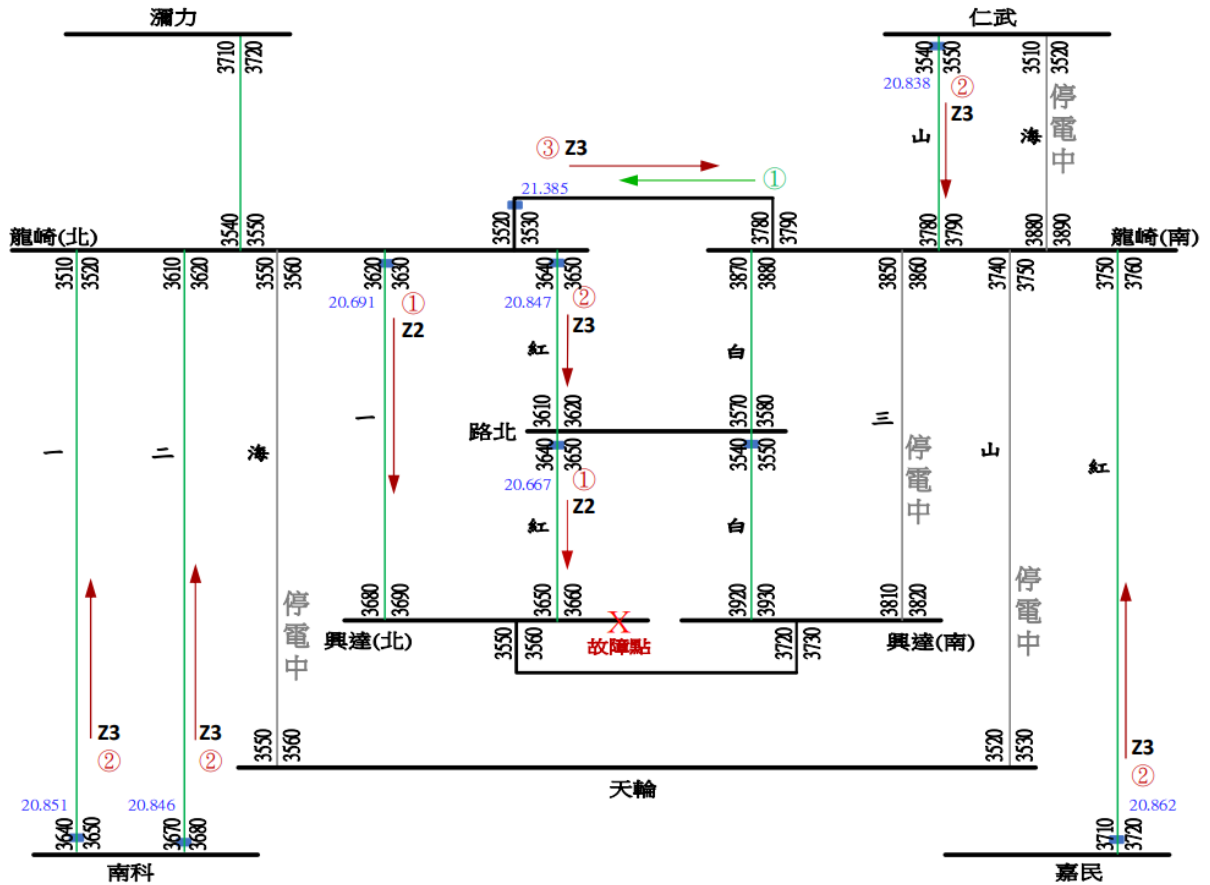 瀰力
仁武
3710
3720
3540
3550
3510
3520
20.838
②
Z3
山
海
停電中
③ Z3
①
21.385
3540
3550
3520
3530
3780
3790
3780
3790
3880
3890
龍崎(北)
龍崎(南)
3510
3520
3610
3620
3550
3560
3620
3630
3640
3650
3870
3880
3850
3860
3740
3750
3750
3760
20.691
①
Z2
20.847
②
Z3
紅
白
3610
3620
3570
3580
路北
一
二
海
一
三
山
紅
3640
3650
3540
3550
20.667
①
Z2
紅
白
停電中
停電中
停電中
3680
3690
3650
3660
3920
3930
3810
3820
興達(北)
X
故障點
興達(南)
3550
3560
3720
3730
3550
3560
3520
3530
天輪
Z3
②
Z3
②
Z3
②
20.851
20.846
20.862
3640
3650
3670
3680
3710
3720
南科
嘉民